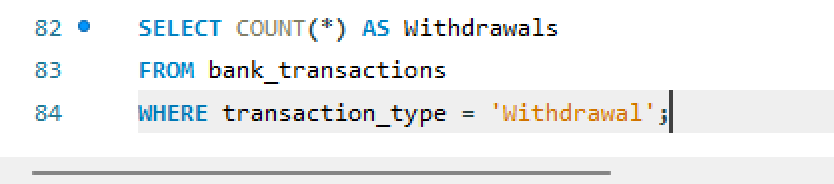 82 SELECT COUNT(*) AS Withdrawals
83 FROM bank_transactions
84 WHERE transaction_type = 'Withdrawal';